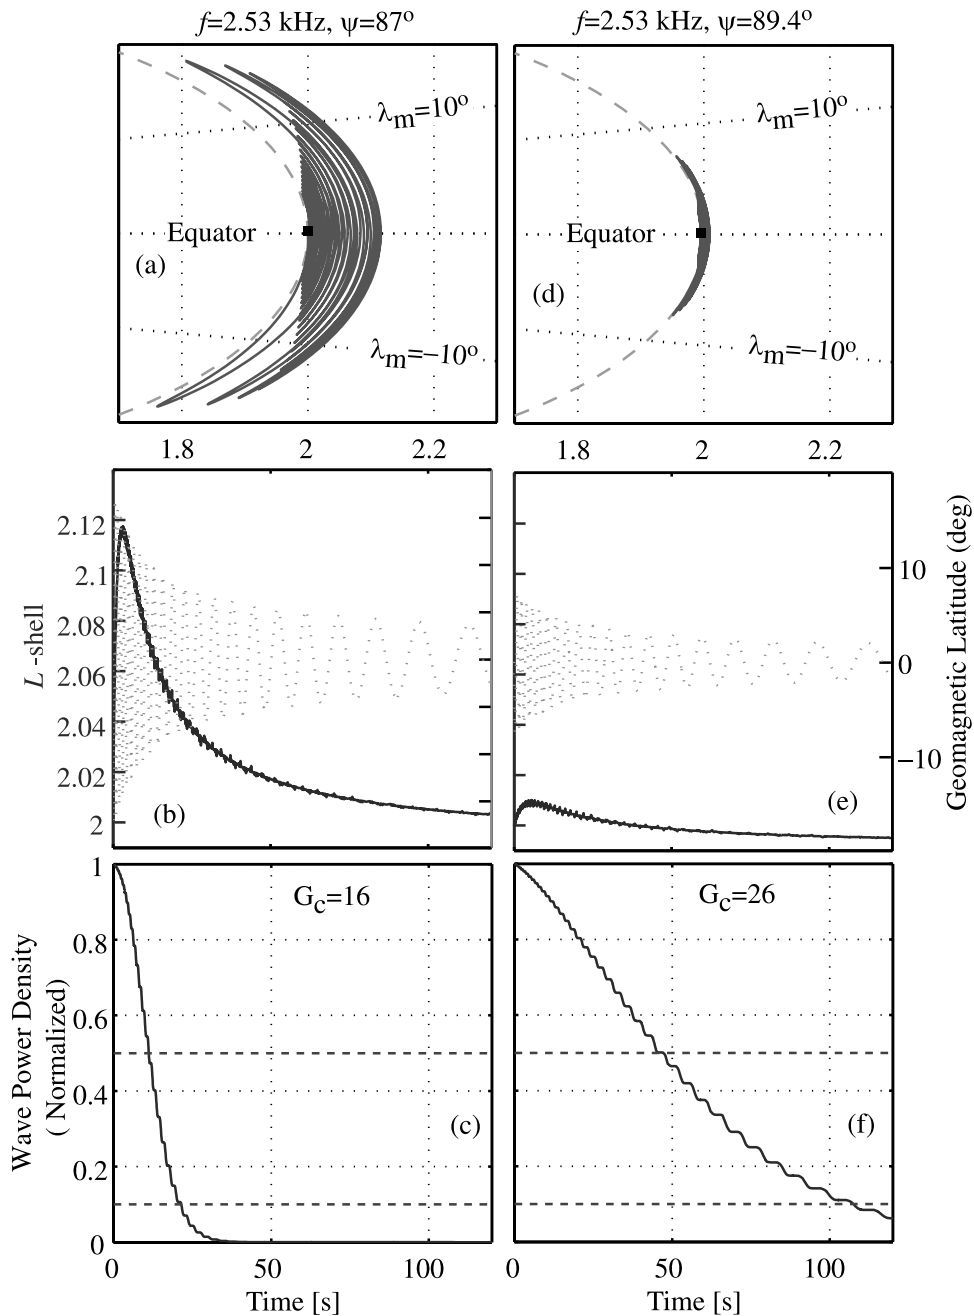 f=2.53 kHz, ψ=87°
f=2.53 kHz, ψ=89.4°
λm=10°
Equator
(a)
λm=−10°
1.8 2 2.2
λm=10°
Equator
(d)
λm=−10°
1.8 2 2.2
L -shell
2.12
2.1
2.08
2.06
2.04
2.02
2
(b)
(e)
10
0
−10
Geomagnetic Latitude (deg)
Wave Power Density
( Normalized)
1
0.8
0.6
0.4
0.2
0
Gc=16
(c)
0 50 100
Time [s]
Gc=26
(f)
0 50 100
Time [s]